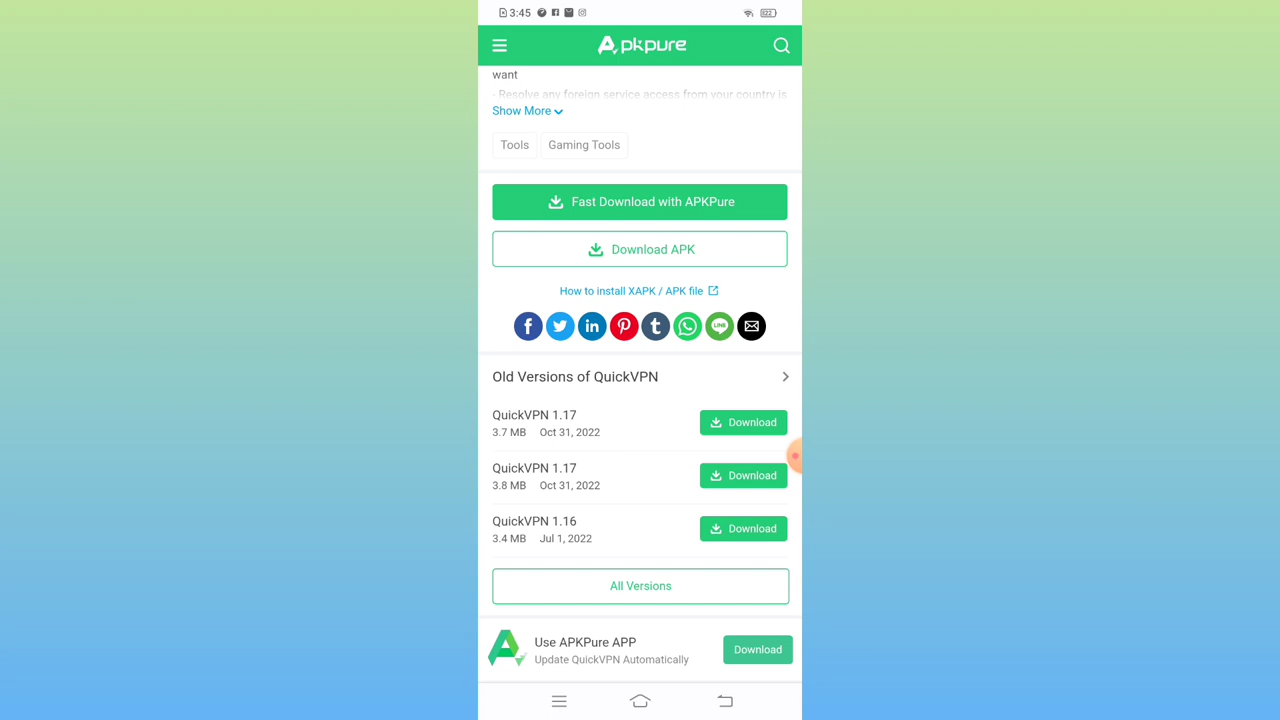 3:45
Apkpure
want
- Resolve any foreign service access from your country is
Show More
Tools
Gaming Tools
Fast Download with APKPure
Download APK
How to install XAPK / APK file
Old Versions of QuickVPN
QuickVPN 1.17
3.7 MB Oct 31, 2022
Download
QuickVPN 1.17
3.8 MB Oct 31, 2022
Download
QuickVPN 1.16
3.4 MB Jul 1, 2022
Download
All Versions
Use APKPure APP
Update QuickVPN Automatically
Download